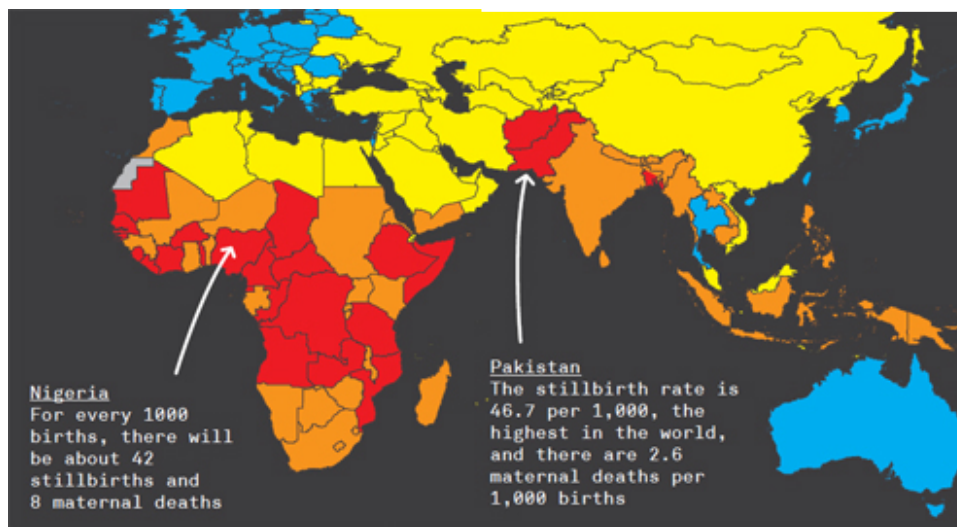 Nigeria
For every 1000
births, there will
be about 42
stillbirths and
8 maternal deaths
Pakistan
The stillbirth rate is
46.7 per 1,000, the
highest in the world,
and there are 2.6
maternal deaths per
1,000 births